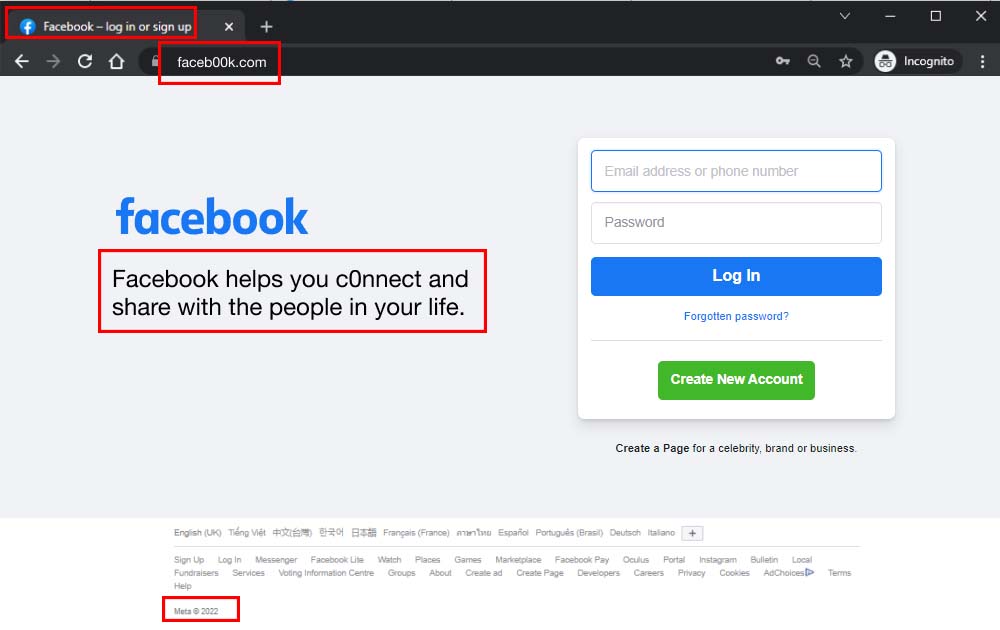 Facebook – log in or sign up
faceb00k.com
Incognito
facebook
Facebook helps you c0nnect and
share with the people in your life.
Email address or phone number
Password
Log In
Forgotten password?
Create New Account
Create a Page for a celebrity, brand or business.
English (UK) Tiếng Việt 中文(台灣) 한국어 日本語 Français (France) ภาษาไทย Español Português (Brasil) Deutsch Italiano +
Sign Up Log In Messenger Facebook Lite Watch Places Games Marketplace Facebook Pay Oculus Portal Instagram Bulletin Local
Fundraisers Services Voting Information Centre Groups About Create ad Create Page Developers Careers Privacy Cookies AdChoices Terms
Help
Meta © 2022